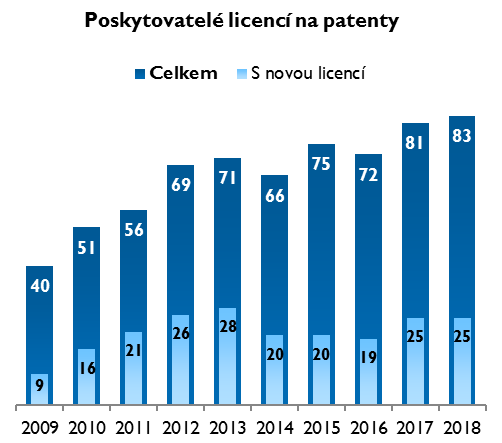 Poskytovatelé licencí na patenty
Celkem S novou licencí
40 51 56 69 71 66 75 72 81 83
9 16 21 26 28 20 20 19 25 25
2009 2010 2011 2012 2013 2014 2015 2016 2017 2018